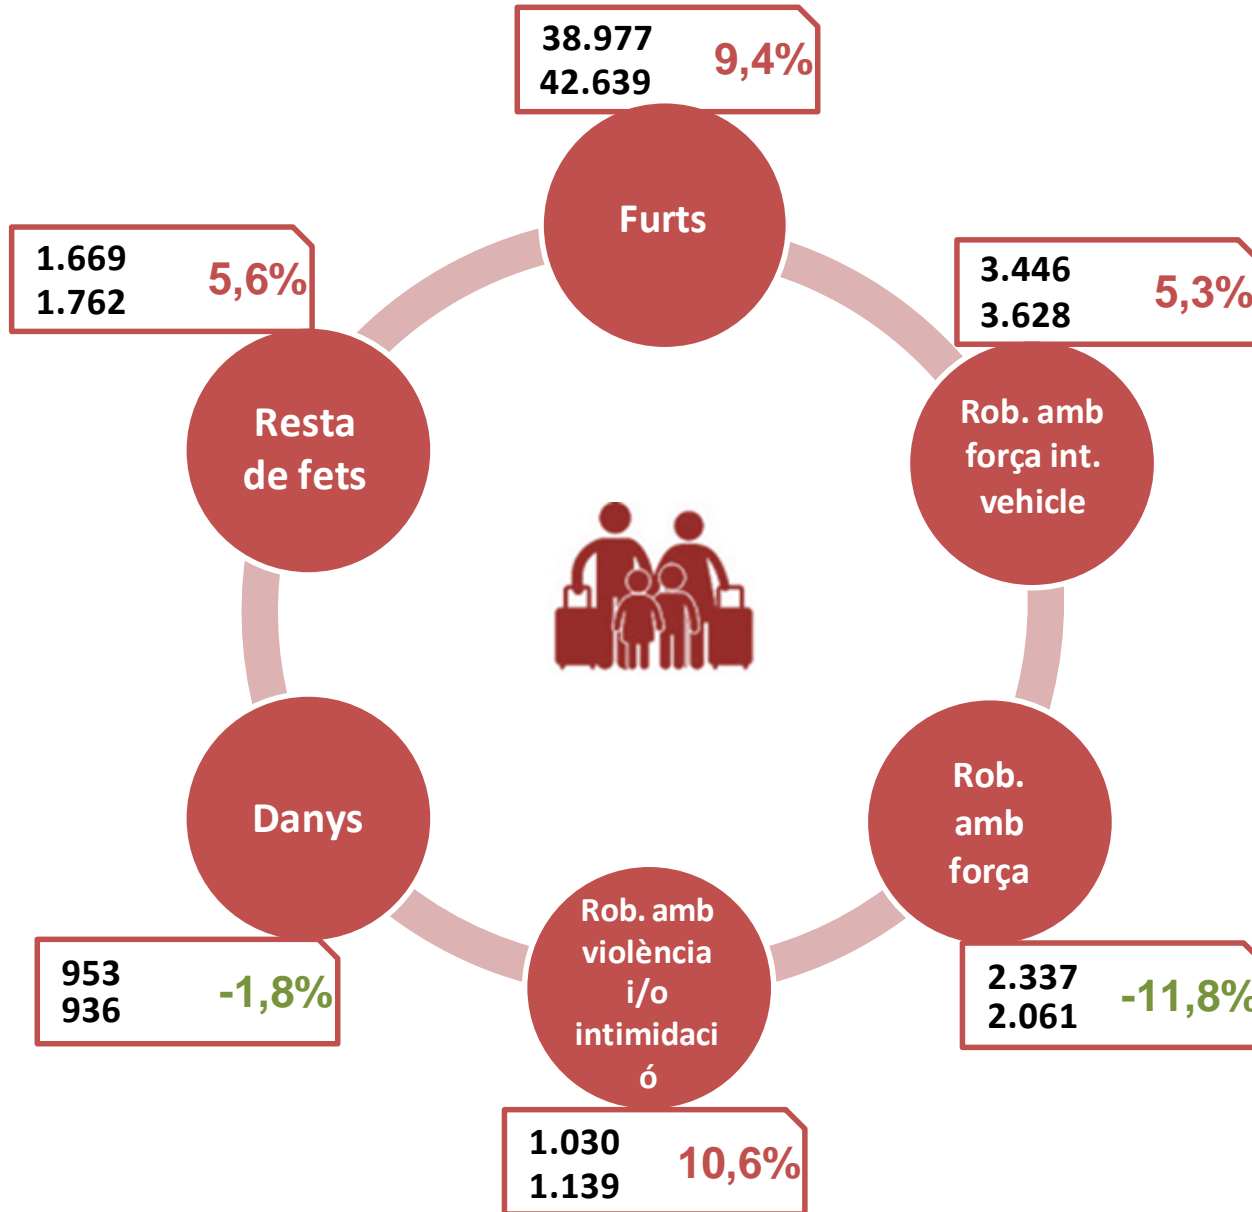 38.977
42.639
9,4%
Furts
3.446
3.628
5,3%
Rob. amb
força int.
vehicle
Rob.
amb
força
2.337
2.061
-11,8%
Rob. amb
violència
i/o
intimidaci
ó
1.030
1.139
10,6%
Danys
953
936
-1,8%
1.669
1.762
5,6%
Resta
de fets